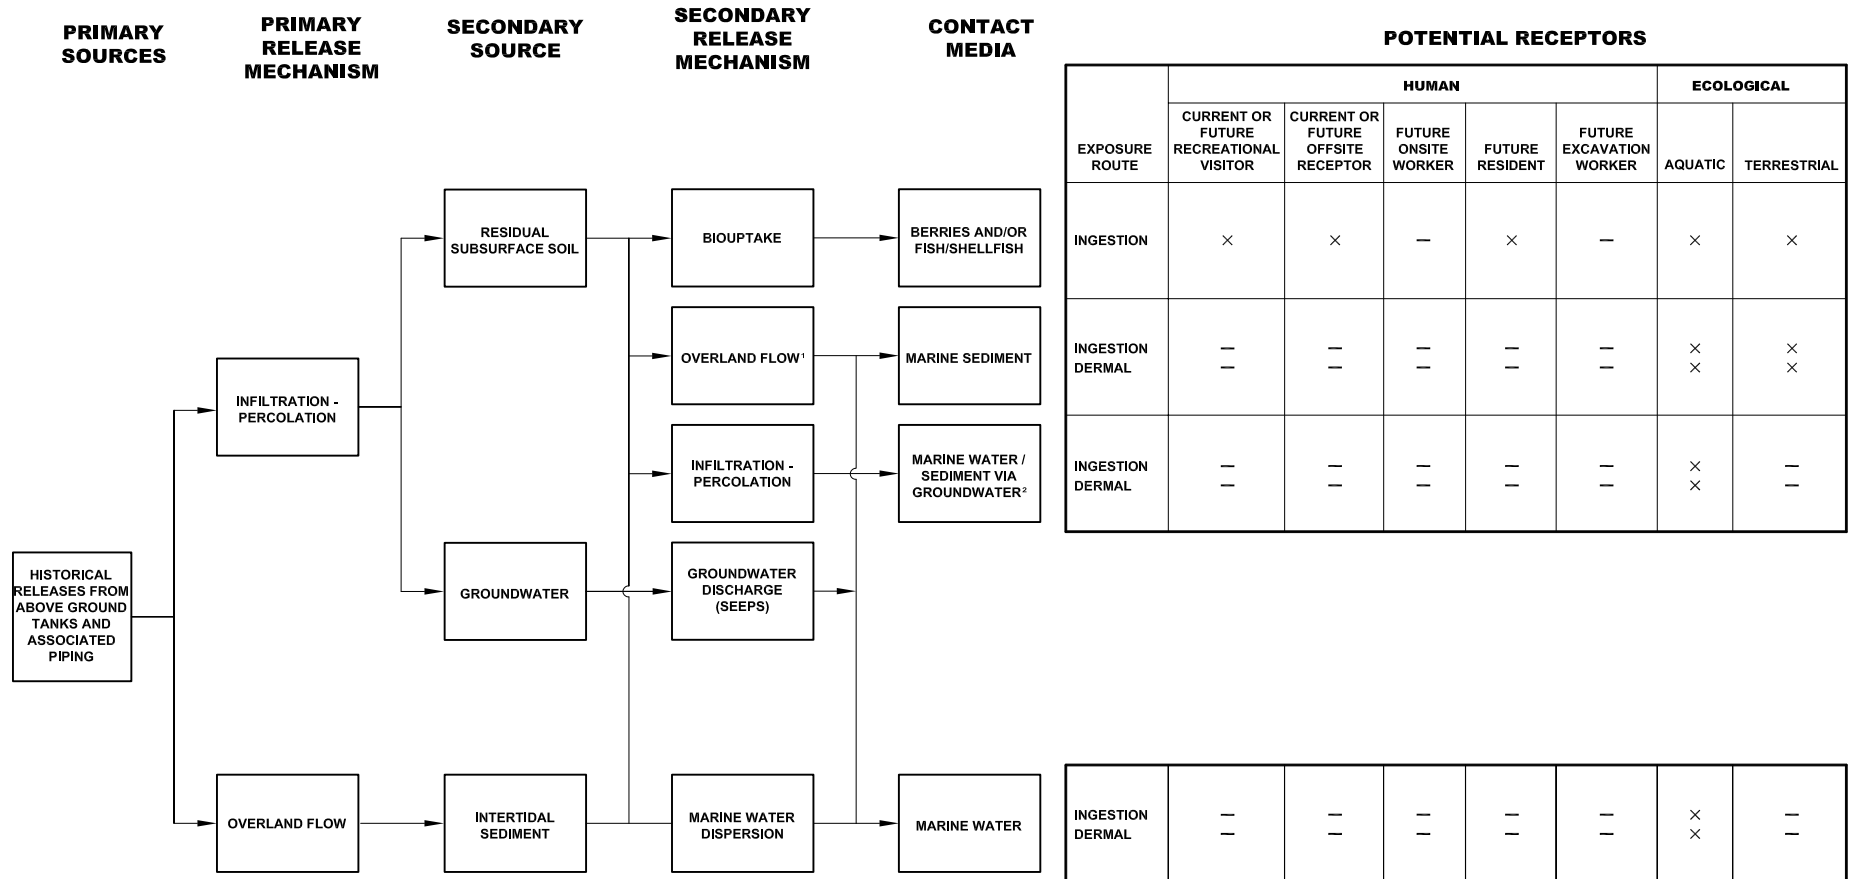 PRIMARY
SOURCES
PRIMARY
RELEASE
MECHANISM
SECONDARY
SOURCE
SECONDARY
RELEASE
MECHANISM
CONTACT
MEDIA
POTENTIAL RECEPTORS
HUMAN
ECOLOGICAL
EXPOSURE
ROUTE
CURRENT OR
FUTURE
RECREATIONAL
VISITOR
CURRENT OR
FUTURE
OFFSITE
RECEPTOR
FUTURE
ONSITE
WORKER
FUTURE
RESIDENT
FUTURE
EXCAVATION
WORKER
AQUATIC
TERRESTRIAL
RESIDUAL
SUBSURFACE SOIL
BIOUPTAKE
BERRIES AND/OR
FISH/SHELLFISH
INGESTION × × — × — × ×
OVERLAND FLOW¹
MARINE SEDIMENT
INGESTION — — — — — × ×
DERMAL — — — — — × ×
INFILTRATION -
PERCOLATION
INFILTRATION -
PERCOLATION
MARINE WATER /
SEDIMENT VIA
GROUNDWATER²
INGESTION — — — — — × —
DERMAL — — — — — × —
HISTORICAL
RELEASES FROM
ABOVE GROUND
TANKS AND
ASSOCIATED
PIPING
GROUNDWATER
GROUNDWATER
DISCHARGE
(SEEPS)
OVERLAND FLOW
INTERTIDAL
SEDIMENT
MARINE WATER
DISPERSION
MARINE WATER
INGESTION — — — — — × —
DERMAL — — — — — × —